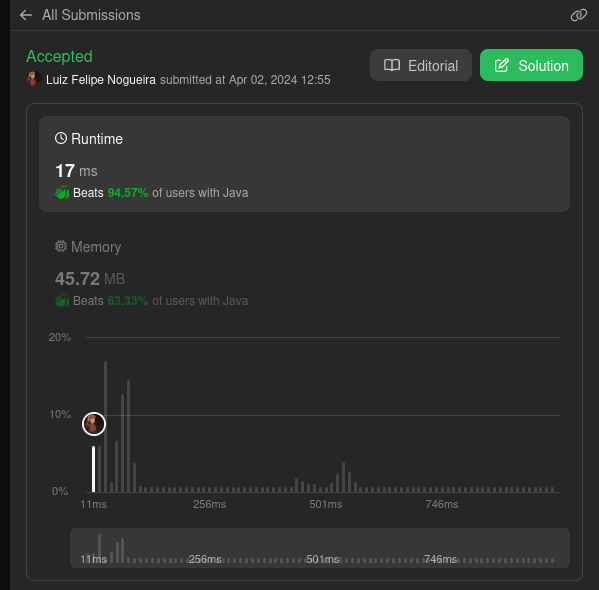 All Submissions
Accepted
Luiz Felipe Nogueira submitted at Apr 02, 2024 12:55
Editorial
Solution
Runtime
17 ms
Beats 94.57% of users with Java
Memory
45.72 MB
Beats 63.33% of users with Java
20%
10%
0%
11ms 256ms 501ms 746ms
11ms 256ms 501ms 746ms